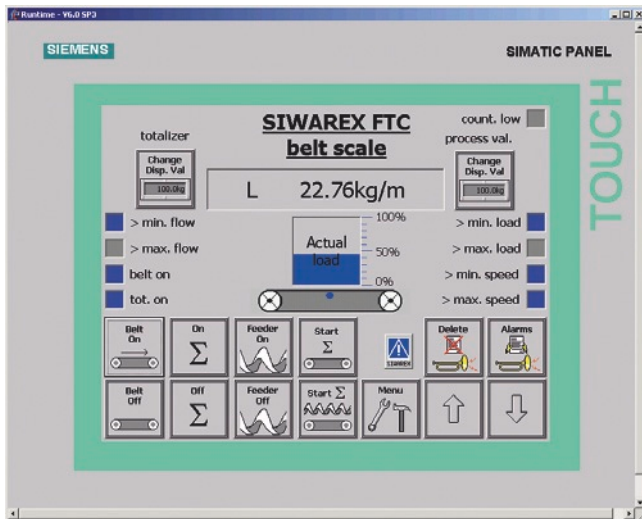 Runtime - V6.0 SP3
SIEMENS
SIMATIC PANEL
TOUCH
SIWAREX FTC
belt scale
totalizer
count. low
process val.
Change
Disp. Val
100.0kg
Change
Disp. Val
100.0kg
L 22.76kg/m
> min. flow
> max. flow
belt on
tot. on
Actual
load
100%
50%
0%
> min. load
> max. load
> min. speed
> max. speed
Belt
On
On
Σ
Feeder
On
Start
Σ
SIWAREX
Delete
Alarms
Belt
Off
Off
Σ
Feeder
Off
Start Σ
Menu